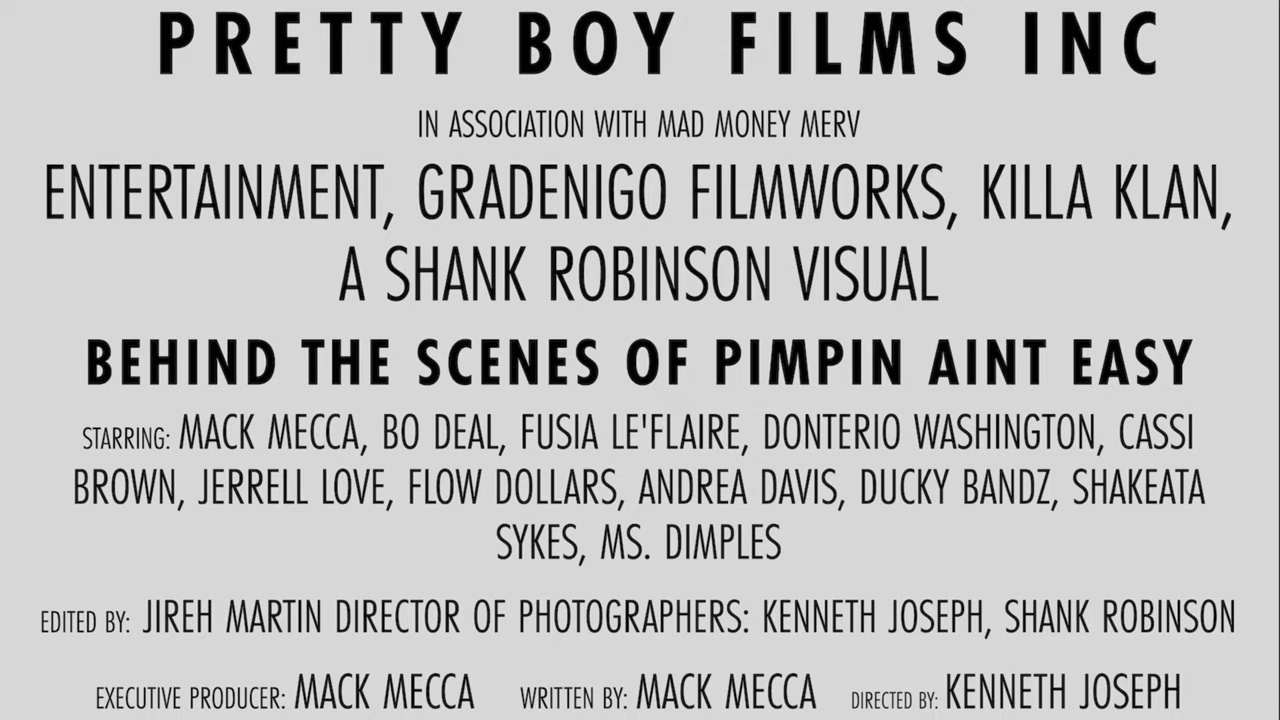 PRETTY BOY FILMS INC
IN ASSOCIATION WITH MAD MONEY MERV
ENTERTAINMENT, GRADENIGO FILMWORKS, KILLA KLAN,
A SHANK ROBINSON VISUAL
BEHIND THE SCENES OF PIMPIN AINT EASY
STARRING: MACK MECCA, BO DEAL, FUSIA LE'FLAIRE, DONTERIO WASHINGTON, CASSI
BROWN, JERRELL LOVE, FLOW DOLLARS, ANDREA DAVIS, DUCKY BANDZ, SHAKEATA
SYKES, MS. DIMPLES
EDITED BY: JIREH MARTIN DIRECTOR OF PHOTOGRAPHERS: KENNETH JOSEPH, SHANK ROBINSON
EXECUTIVE PRODUCER: MACK MECCA WRITTEN BY: MACK MECCA DIRECTED BY: KENNETH JOSEPH